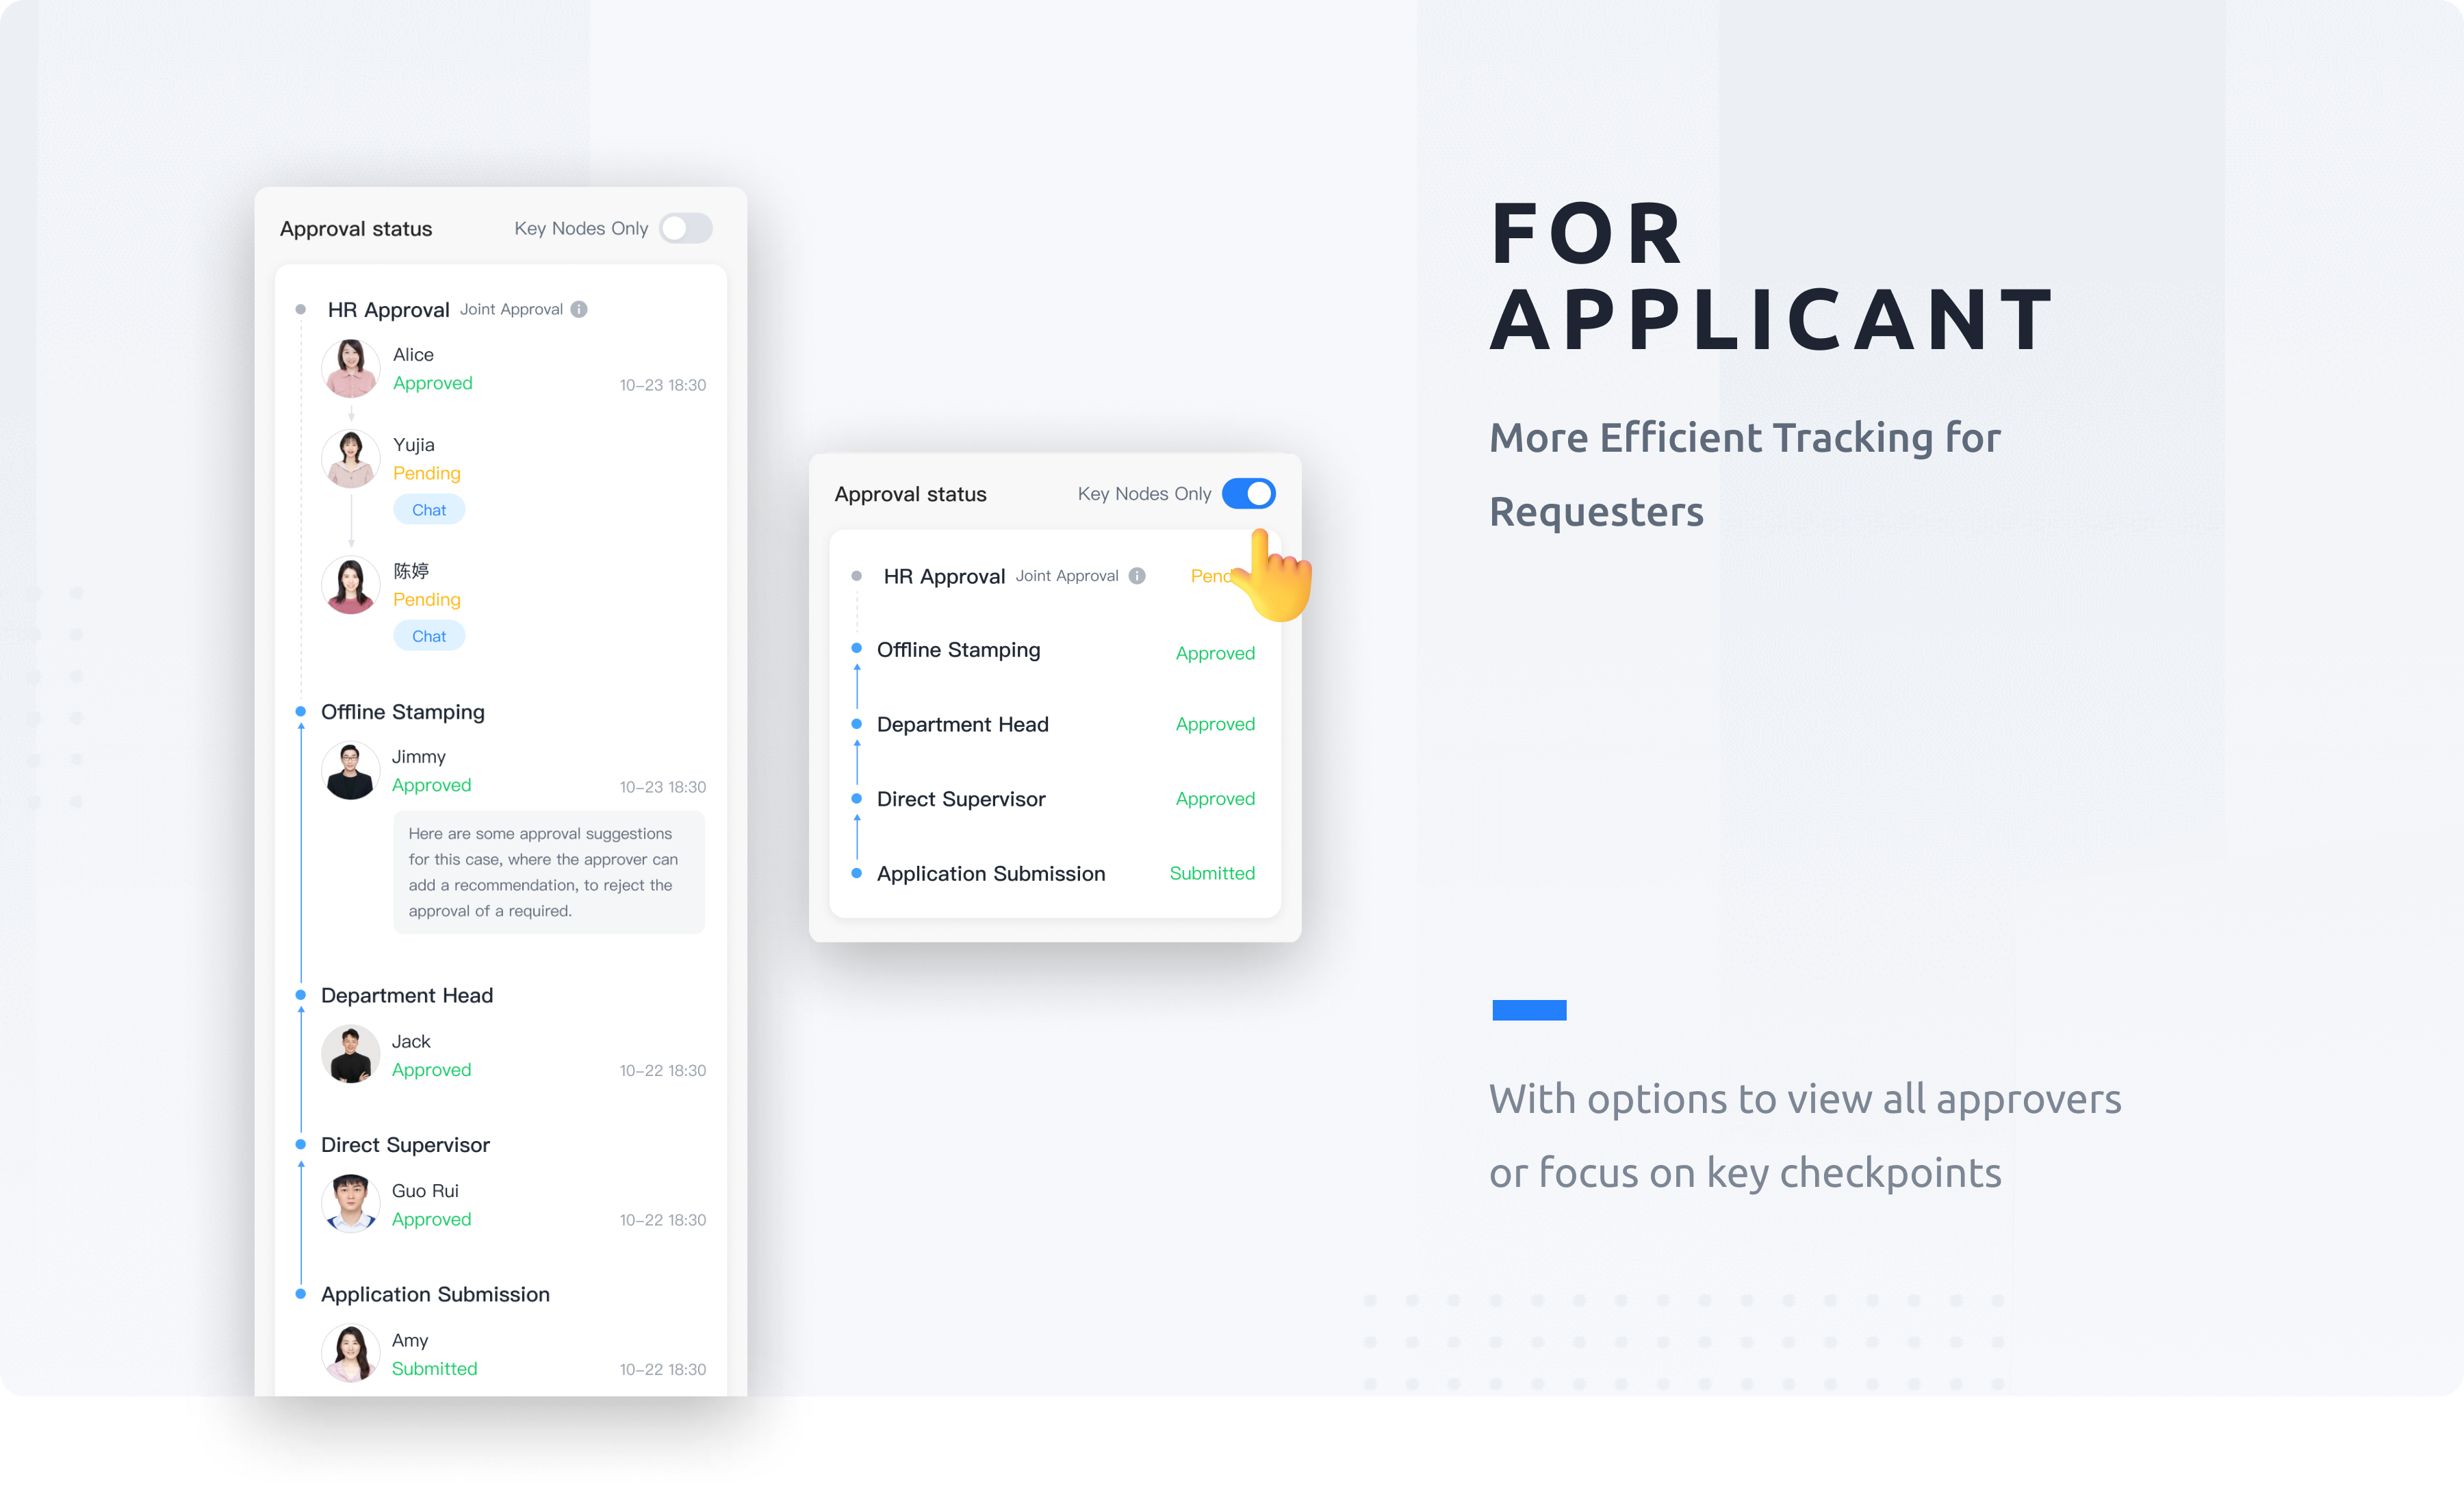 Approval status
Key Nodes Only
HR Approval Joint Approval
Alice
Approved
10-23 18:30
Yujia
Pending
Chat
陈婷
Pending
Chat
Offline Stamping
Jimmy
Approved
10-23 18:30
Here are some approval suggestions
for this case, where the approver can
add a recommendation, to reject the
approval of a required.
Department Head
Jack
Approved
10-22 18:30
Direct Supervisor
Guo Rui
Approved
10-22 18:30
Application Submission
Amy
Submitted
10-22 18:30
Approval status
Key Nodes Only
HR Approval Joint Approval
Offline Stamping
Approved
Department Head
Approved
Direct Supervisor
Approved
Application Submission
Submitted
FOR
APPLICANT
More Efficient Tracking for
Requesters
With options to view all approvers
or focus on key checkpoints